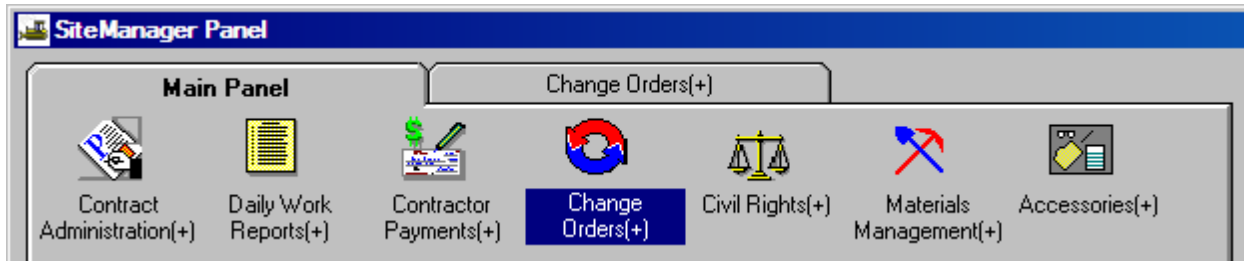 SiteManager Panel
Main Panel
Change Orders(+)
Contract
Administration(+)
Daily Work
Reports(+)
Contractor
Payments(+)
Change
Orders(+)
Civil Rights(+)
Materials
Management(+)
Accessories(+)